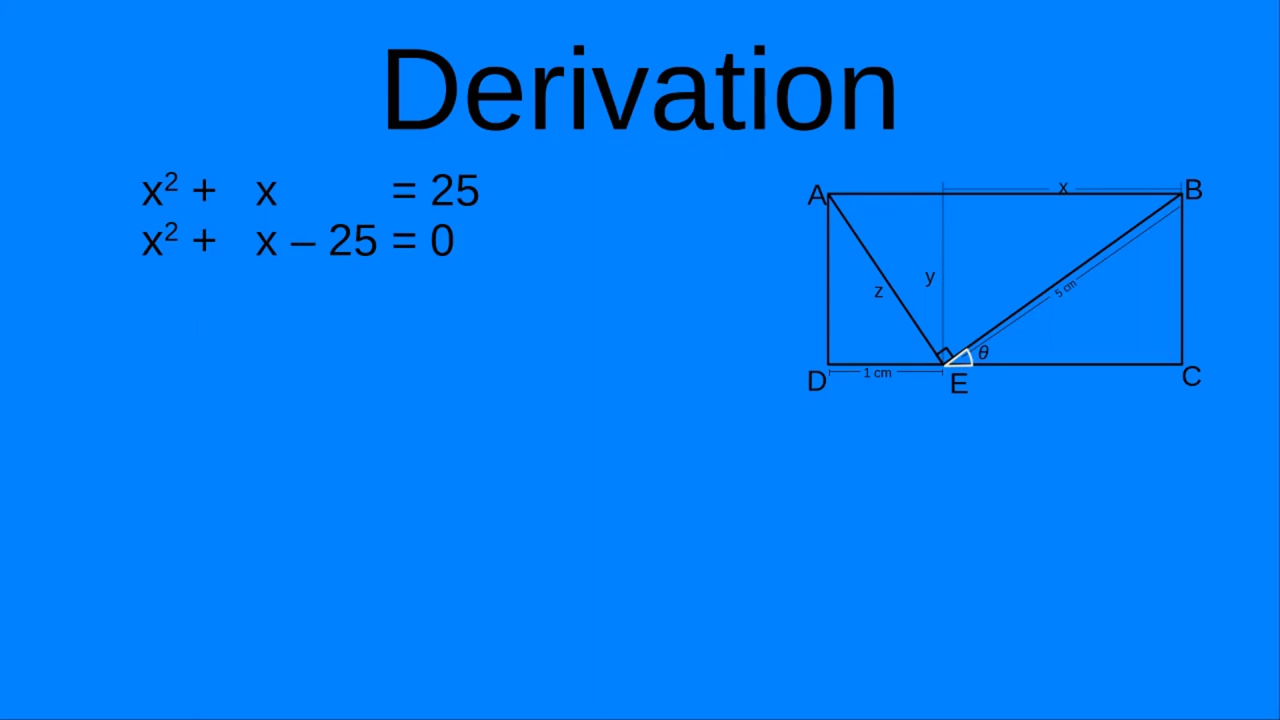 Derivation
x² + x = 25
x² + x – 25 = 0
A
x
B
y
z
5 cm
θ
D
1 cm
E
C